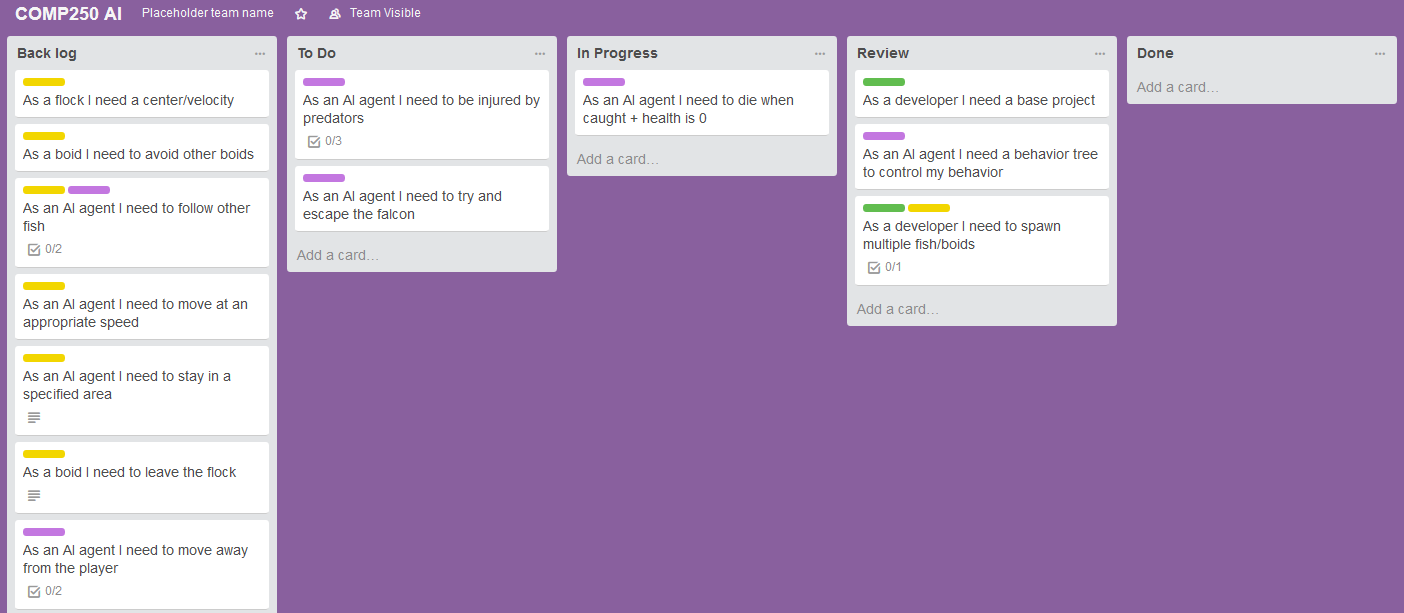 COMP250 AI Placeholder team name Team Visible
Back log
As a flock I need a center/velocity
As a boid I need to avoid other boids
As an AI agent I need to follow other
fish
0/2
As an AI agent I need to move at an
appropriate speed
As an AI agent I need to stay in a
specified area
As a boid I need to leave the flock
As an AI agent I need to move away
from the player
0/2
To Do
As an AI agent I need to be injured by
predators
0/3
As an AI agent I need to try and
escape the falcon
Add a card...
In Progress
As an AI agent I need to die when
caught + health is 0
Add a card...
Review
As a developer I need a base project
As an AI agent I need a behavior tree
to control my behavior
As a developer I need to spawn
multiple fish/boids
0/1
Add a card...
Done
Add a card...